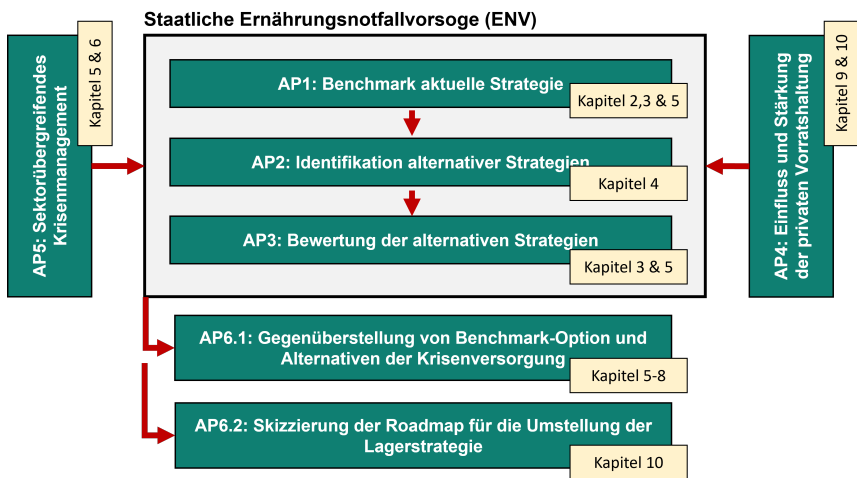 Staatliche Ernährungsnotfallvorsoge (ENV)
AP5: Sektorübergreifendes
Krisenmanagement
Kapitel 5 & 6
AP1: Benchmark aktuelle Strategie
Kapitel 2,3 & 5
AP2: Identifikation alternativer Strategien
Kapitel 4
AP3: Bewertung der alternativen Strategien
Kapitel 3 & 5
AP4: Einfluss und Stärkung
der privaten Vorratshaltung
Kapitel 9 & 10
AP6.1: Gegenüberstellung von Benchmark-Option und
Alternativen der Krisenversorgung
Kapitel 5-8
AP6.2: Skizzierung der Roadmap für die Umstellung der
Lagerstrategie
Kapitel 10